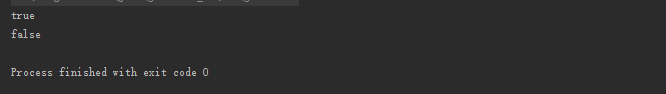 true
false
Process finished with exit code 0